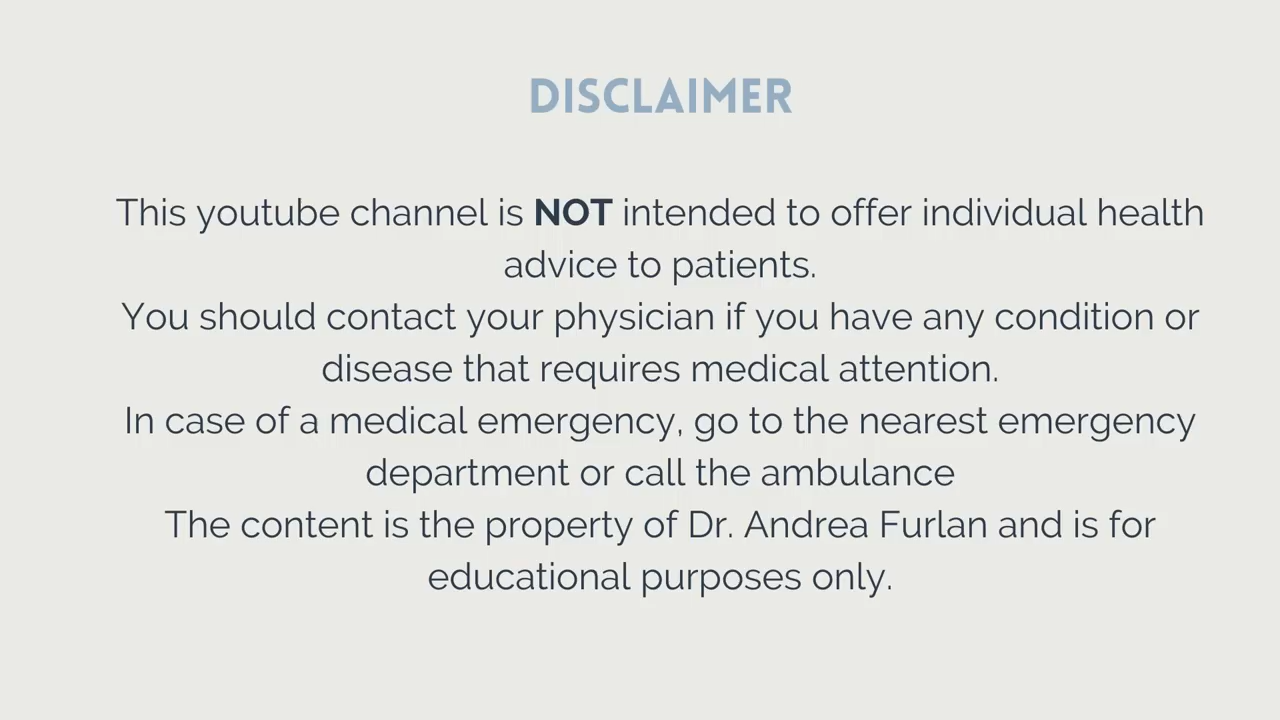 DISCLAIMER
This youtube channel is NOT intended to offer individual health
advice to patients.
You should contact your physician if you have any condition or
disease that requires medical attention.
In case of a medical emergency, go to the nearest emergency
department or call the ambulance
The content is the property of Dr. Andrea Furlan and is for
educational purposes only.